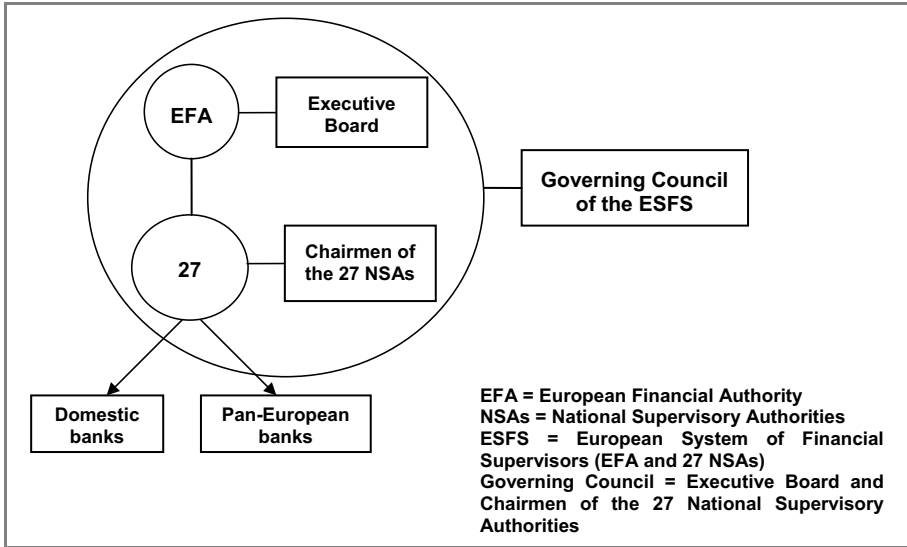 EFA
Executive
Board
Governing Council
of the ESFS
27
Chairmen of
the 27 NSAs
Domestic
banks
Pan-European
banks
EFA = European Financial Authority
NSAs = National Supervisory Authorities
ESFS = European System of Financial
Supervisors (EFA and 27 NSAs)
Governing Council = Executive Board and
Chairmen of the 27 National Supervisory
Authorities